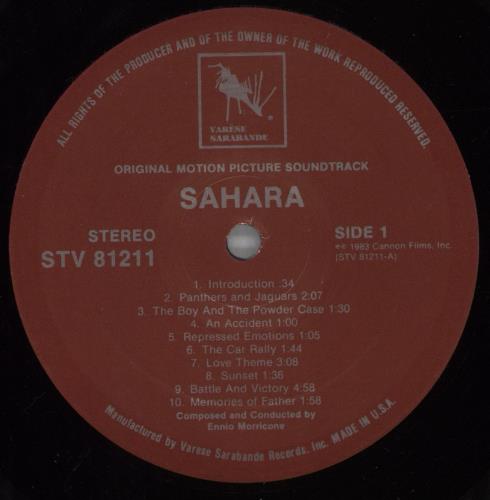 ALL RIGHTS OF THE PRODUCER AND OF THE OWNER OF THE WORK REPRODUCED RESERVED.
VARÈSE
SARABANDE
ORIGINAL MOTION PICTURE SOUNDTRACK
SAHARA
STEREO
STV 81211
SIDE 1
℗© 1983 Cannon Films, Inc.
(STV 81211-A)
1. Introduction :34
2. Panthers and Jaguars 2:07
3. The Boy And The Powder Case 1:30
4. An Accident 1:00
5. Repressed Emotions 1:05
6. The Car Rally 1:44
7. Love Theme 3:08
8. Sunset 1:36
9. Battle And Victory 4:58
10. Memories of Father 1:58
Composed and Conducted by
Ennio Morricone
Manufactured by Varese Sarabande Records, Inc. MADE IN U.S.A.